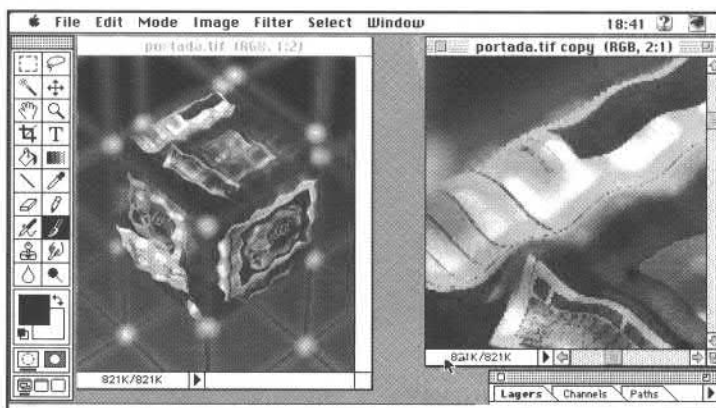 File Edit Mode Image Filter Select Window 18:41
portada.tif (RGB, 1:2)
portada.tif copy (RGB, 2:1)
T
821K/821K
821K/821K
Layers Channels Paths